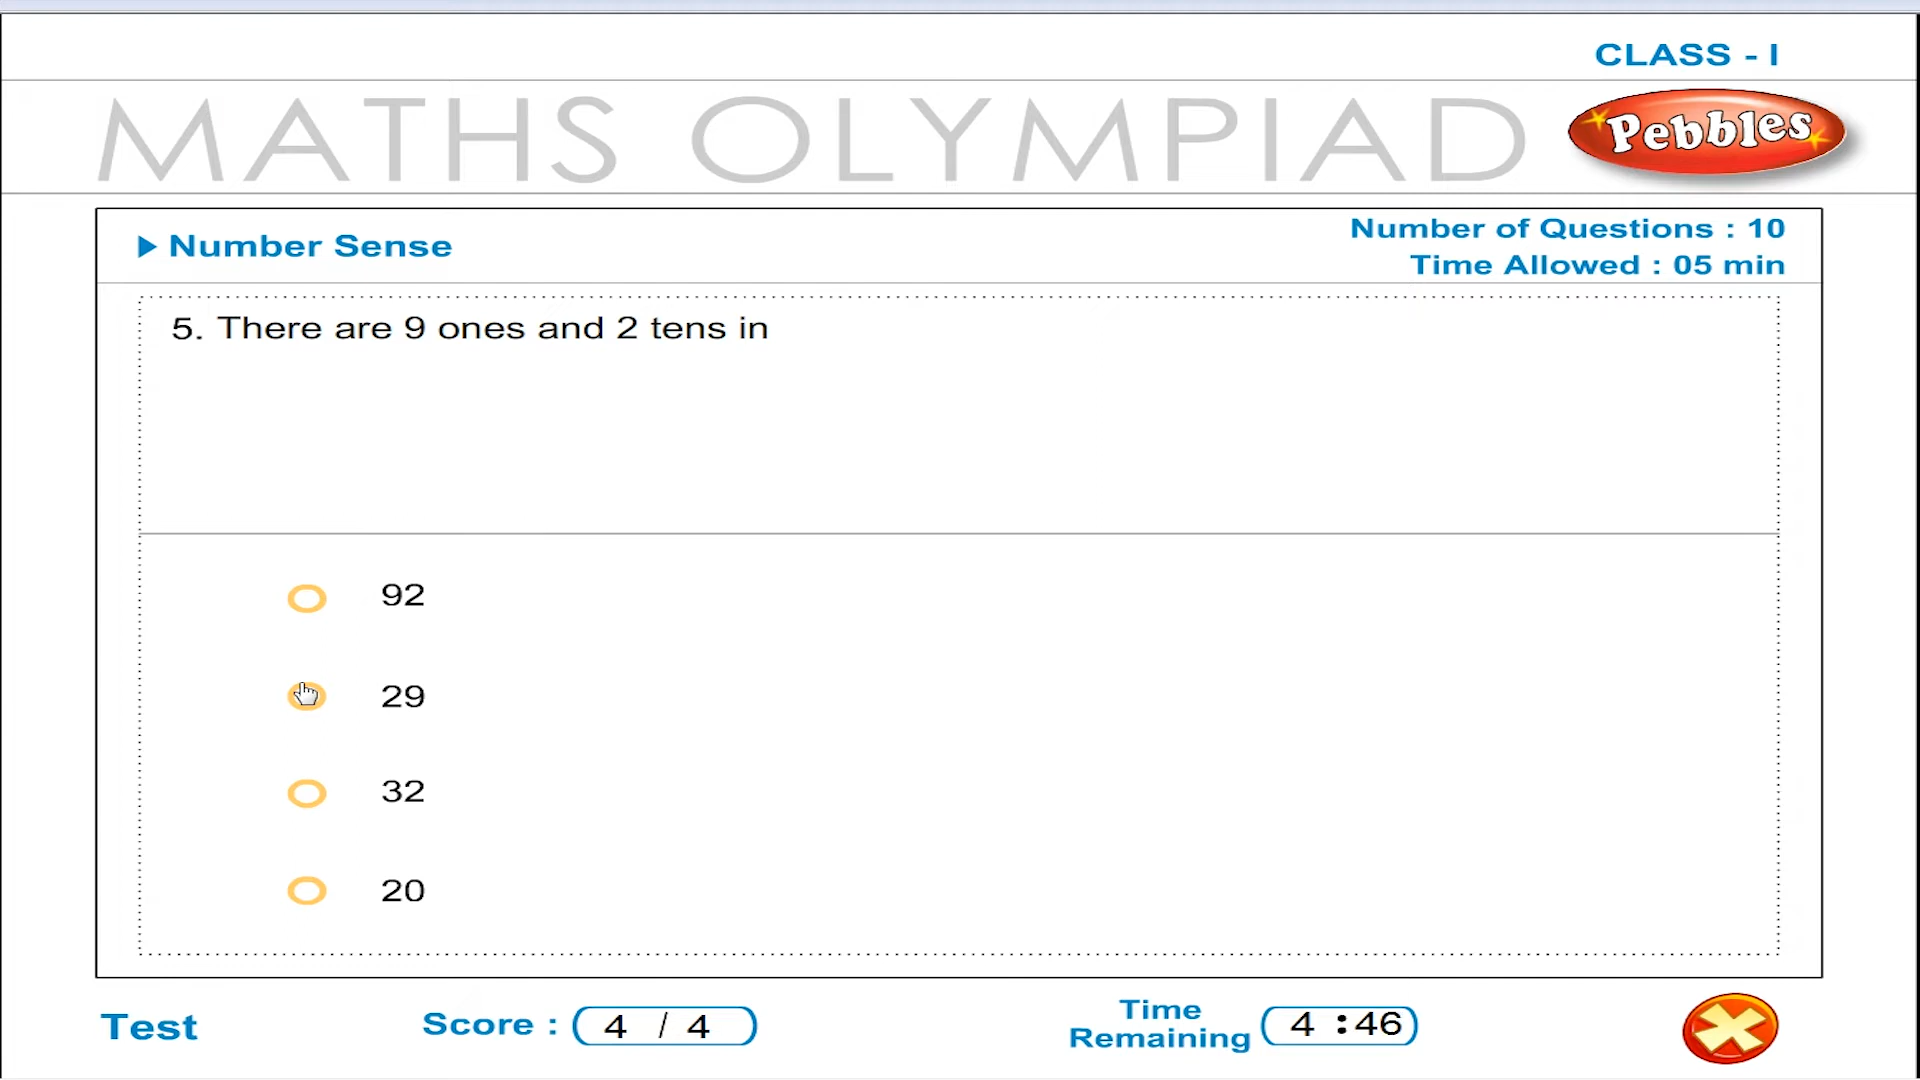 CLASS - I
MATHS OLYMPIAD
Pebbles
Number Sense
Number of Questions : 10
Time Allowed : 05 min
5. There are 9 ones and 2 tens in
92
29
32
20
Test
Score : 4 / 4
Time
Remaining 4 :46